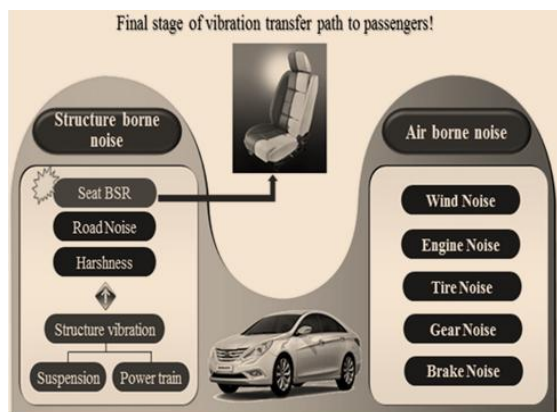 Final stage of vibration transfer path to passengers!
Structure borne
noise
Seat BSR
Road Noise
Harshness
Structure vibration
Suspension
Power train
Air borne noise
Wind Noise
Engine Noise
Tire Noise
Gear Noise
Brake Noise